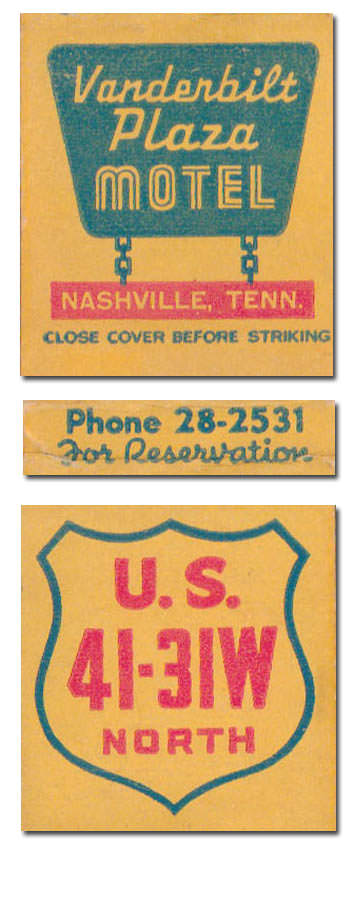 Vanderbilt
Plaza
MOTEL
NASHVILLE, TENN.
CLOSE COVER BEFORE STRIKING
Phone 28-2531
For Reservation
U.S.
41-31W
NORTH